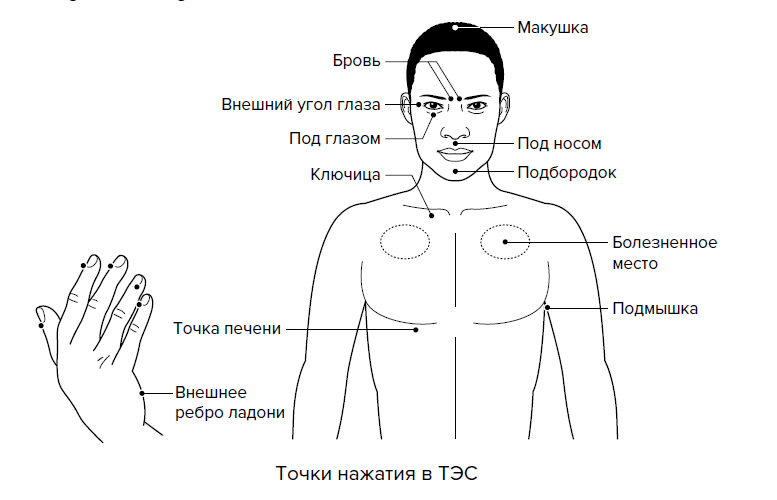 Макушка
Бровь
Внешний угол глаза
Под глазом
Под носом
Ключица
Подбородок
Болезненное
место
Подмышка
Точка печени
Внешнее
ребро ладони
Точки нажатия в ТЭС